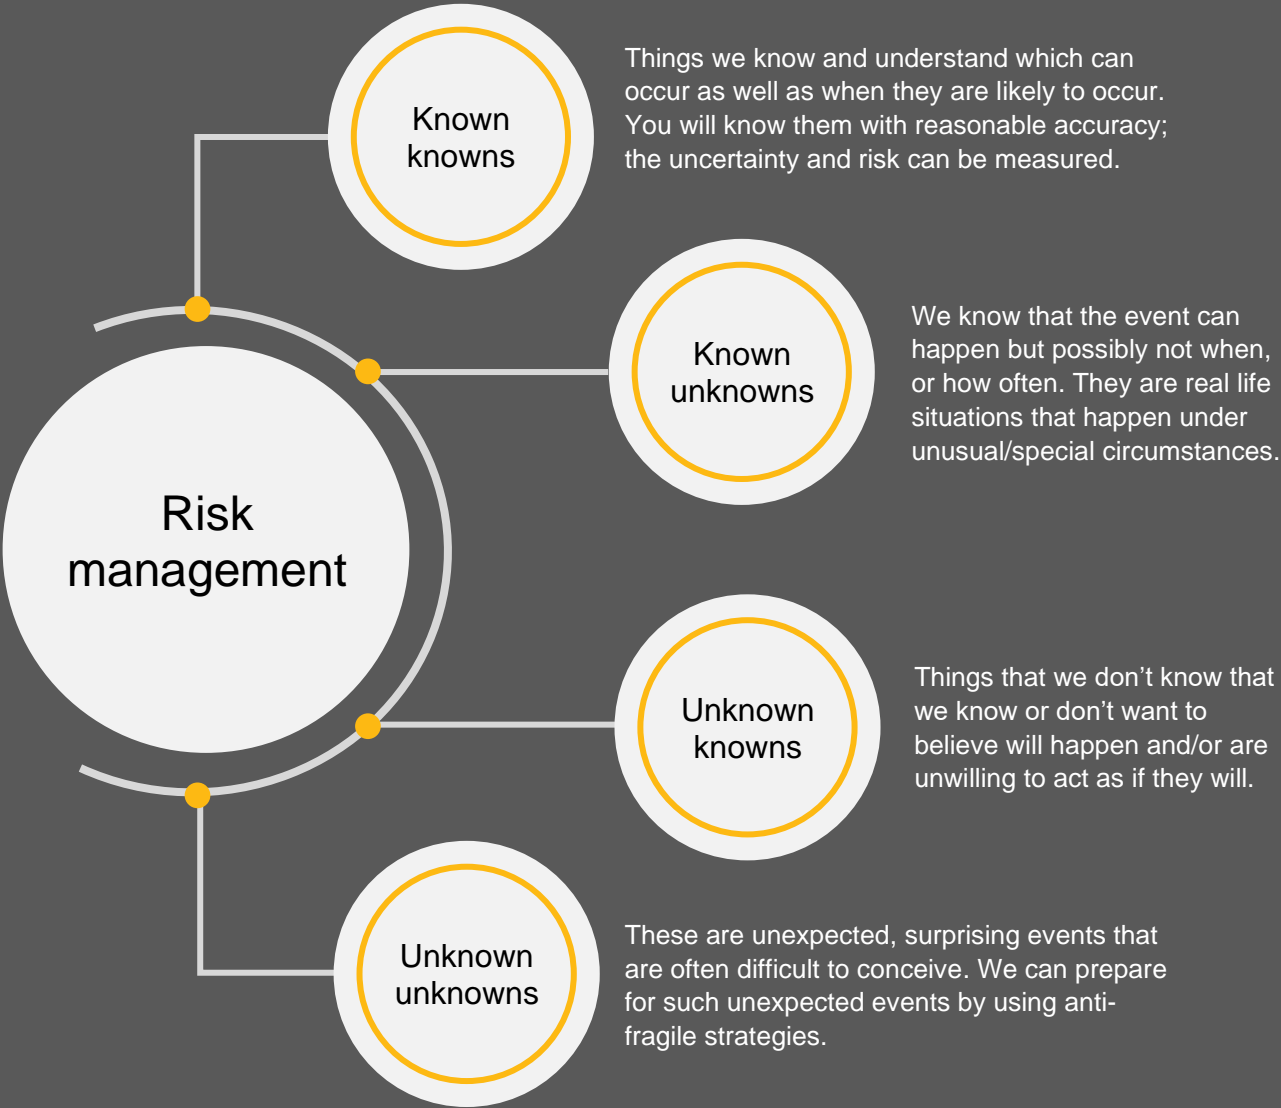 Known
knowns
Things we know and understand which can
occur as well as when they are likely to occur.
You will know them with reasonable accuracy;
the uncertainty and risk can be measured.
Known
unknowns
We know that the event can
happen but possibly not when,
or how often. They are real life
situations that happen under
unusual/special circumstances.
Risk
management
Unknown
knowns
Things that we don’t know that
we know or don’t want to
believe will happen and/or are
unwilling to act as if they will.
Unknown
unknowns
These are unexpected, surprising events that
are often difficult to conceive. We can prepare
for such unexpected events by using anti-
fragile strategies.